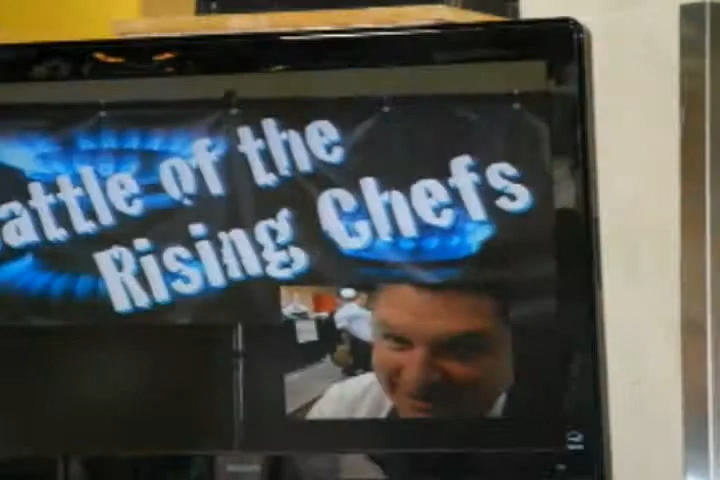 attle of the
Rising Chefs